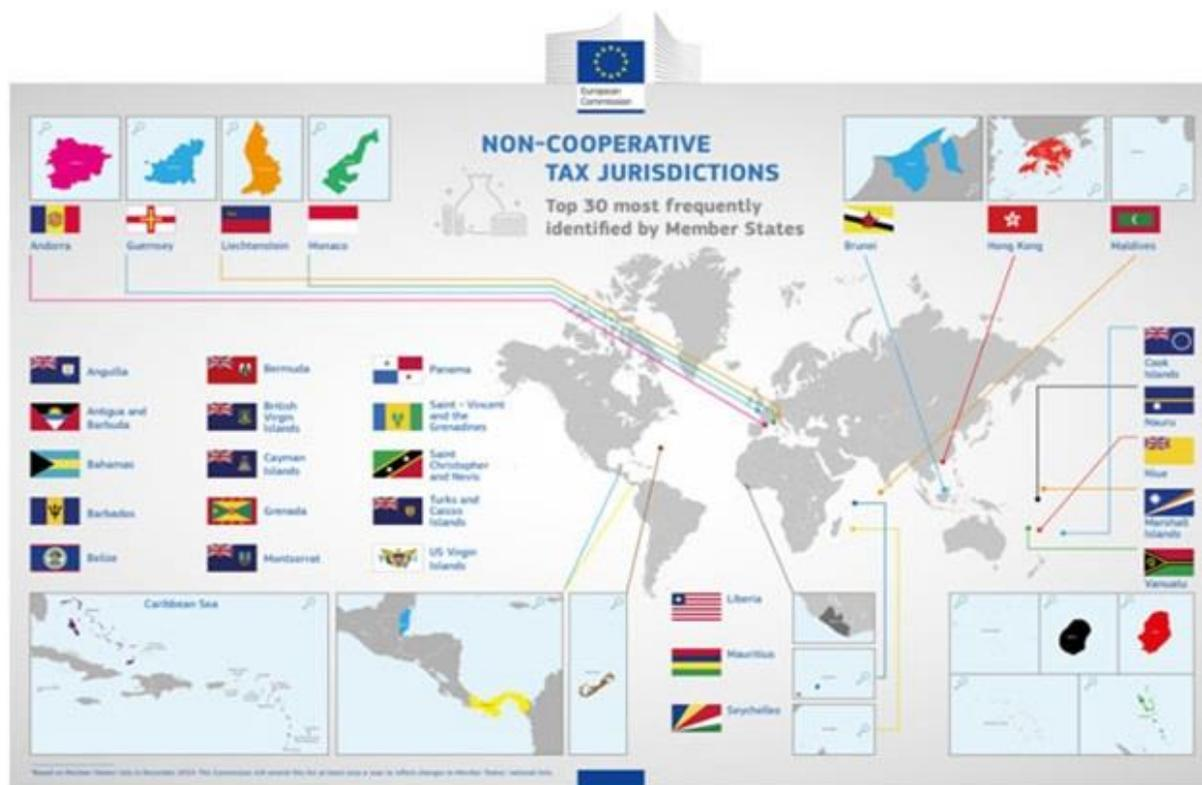 European
Commission
NON-COOPERATIVE
TAX JURISDICTIONS
Top 30 most frequently
identified by Member States
Andorra
Guernsey
Liechtenstein
Monaco
Brunei
Hong Kong
Maldives
Anguilla
Bermuda
Panama
Antigua and
Barbuda
British
Virgin
Islands
Saint - Vincent
and the
Grenadines
Bahamas
Cayman
Islands
Saint
Christopher
and Nevis
Barbados
Grenada
Turks and
Caicos
Islands
Belize
Montserrat
US Virgin
Islands
Cook
Islands
Nauru
Niue
Marshall
Islands
Vanuatu
Caribbean Sea
Liberia
Mauritius
Seychelles